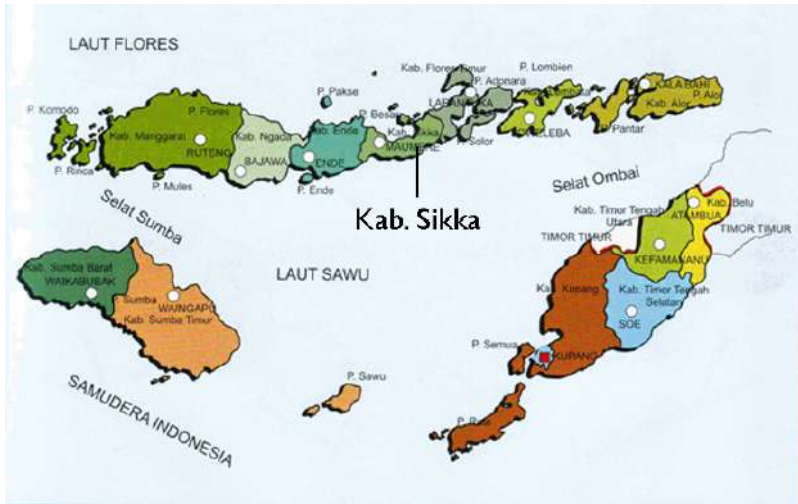 LAUT FLORES
Kab. Flores Timur
P. Lomblen
P. Adonara
P. Pakse
P. Besar
KALABAHI
P. Alor
Kab. Alor
P. Komodo
P. Flores
Kab. Manggarai
Kab. Ngada
Kab. Ende
Kab. Sikka
RUTENG
BAJAWA
ENDE
MAUMERE
P. Solor
P. Pantar
P. Rinca
P. Mules
P. Ende
Selat Sumba
Kab. Sikka
Selat Ombai
Kab. Belu
Kab. Timor Tengah
Utara
ATAMBUA
TIMOR TIMUR
TIMOR TIMUR
KEFAMANANU
LAUT SAWU
Kab. Sumba Barat
WAIKABUBAK
P. Sumba
WAINGAPU
Kab. Sumba Timur
Kab. Kupang
Kab. Timor Tengah
Selatan
SOE
P. Semua
KUPANG
P. Sawu
SAMUDERA INDONESIA